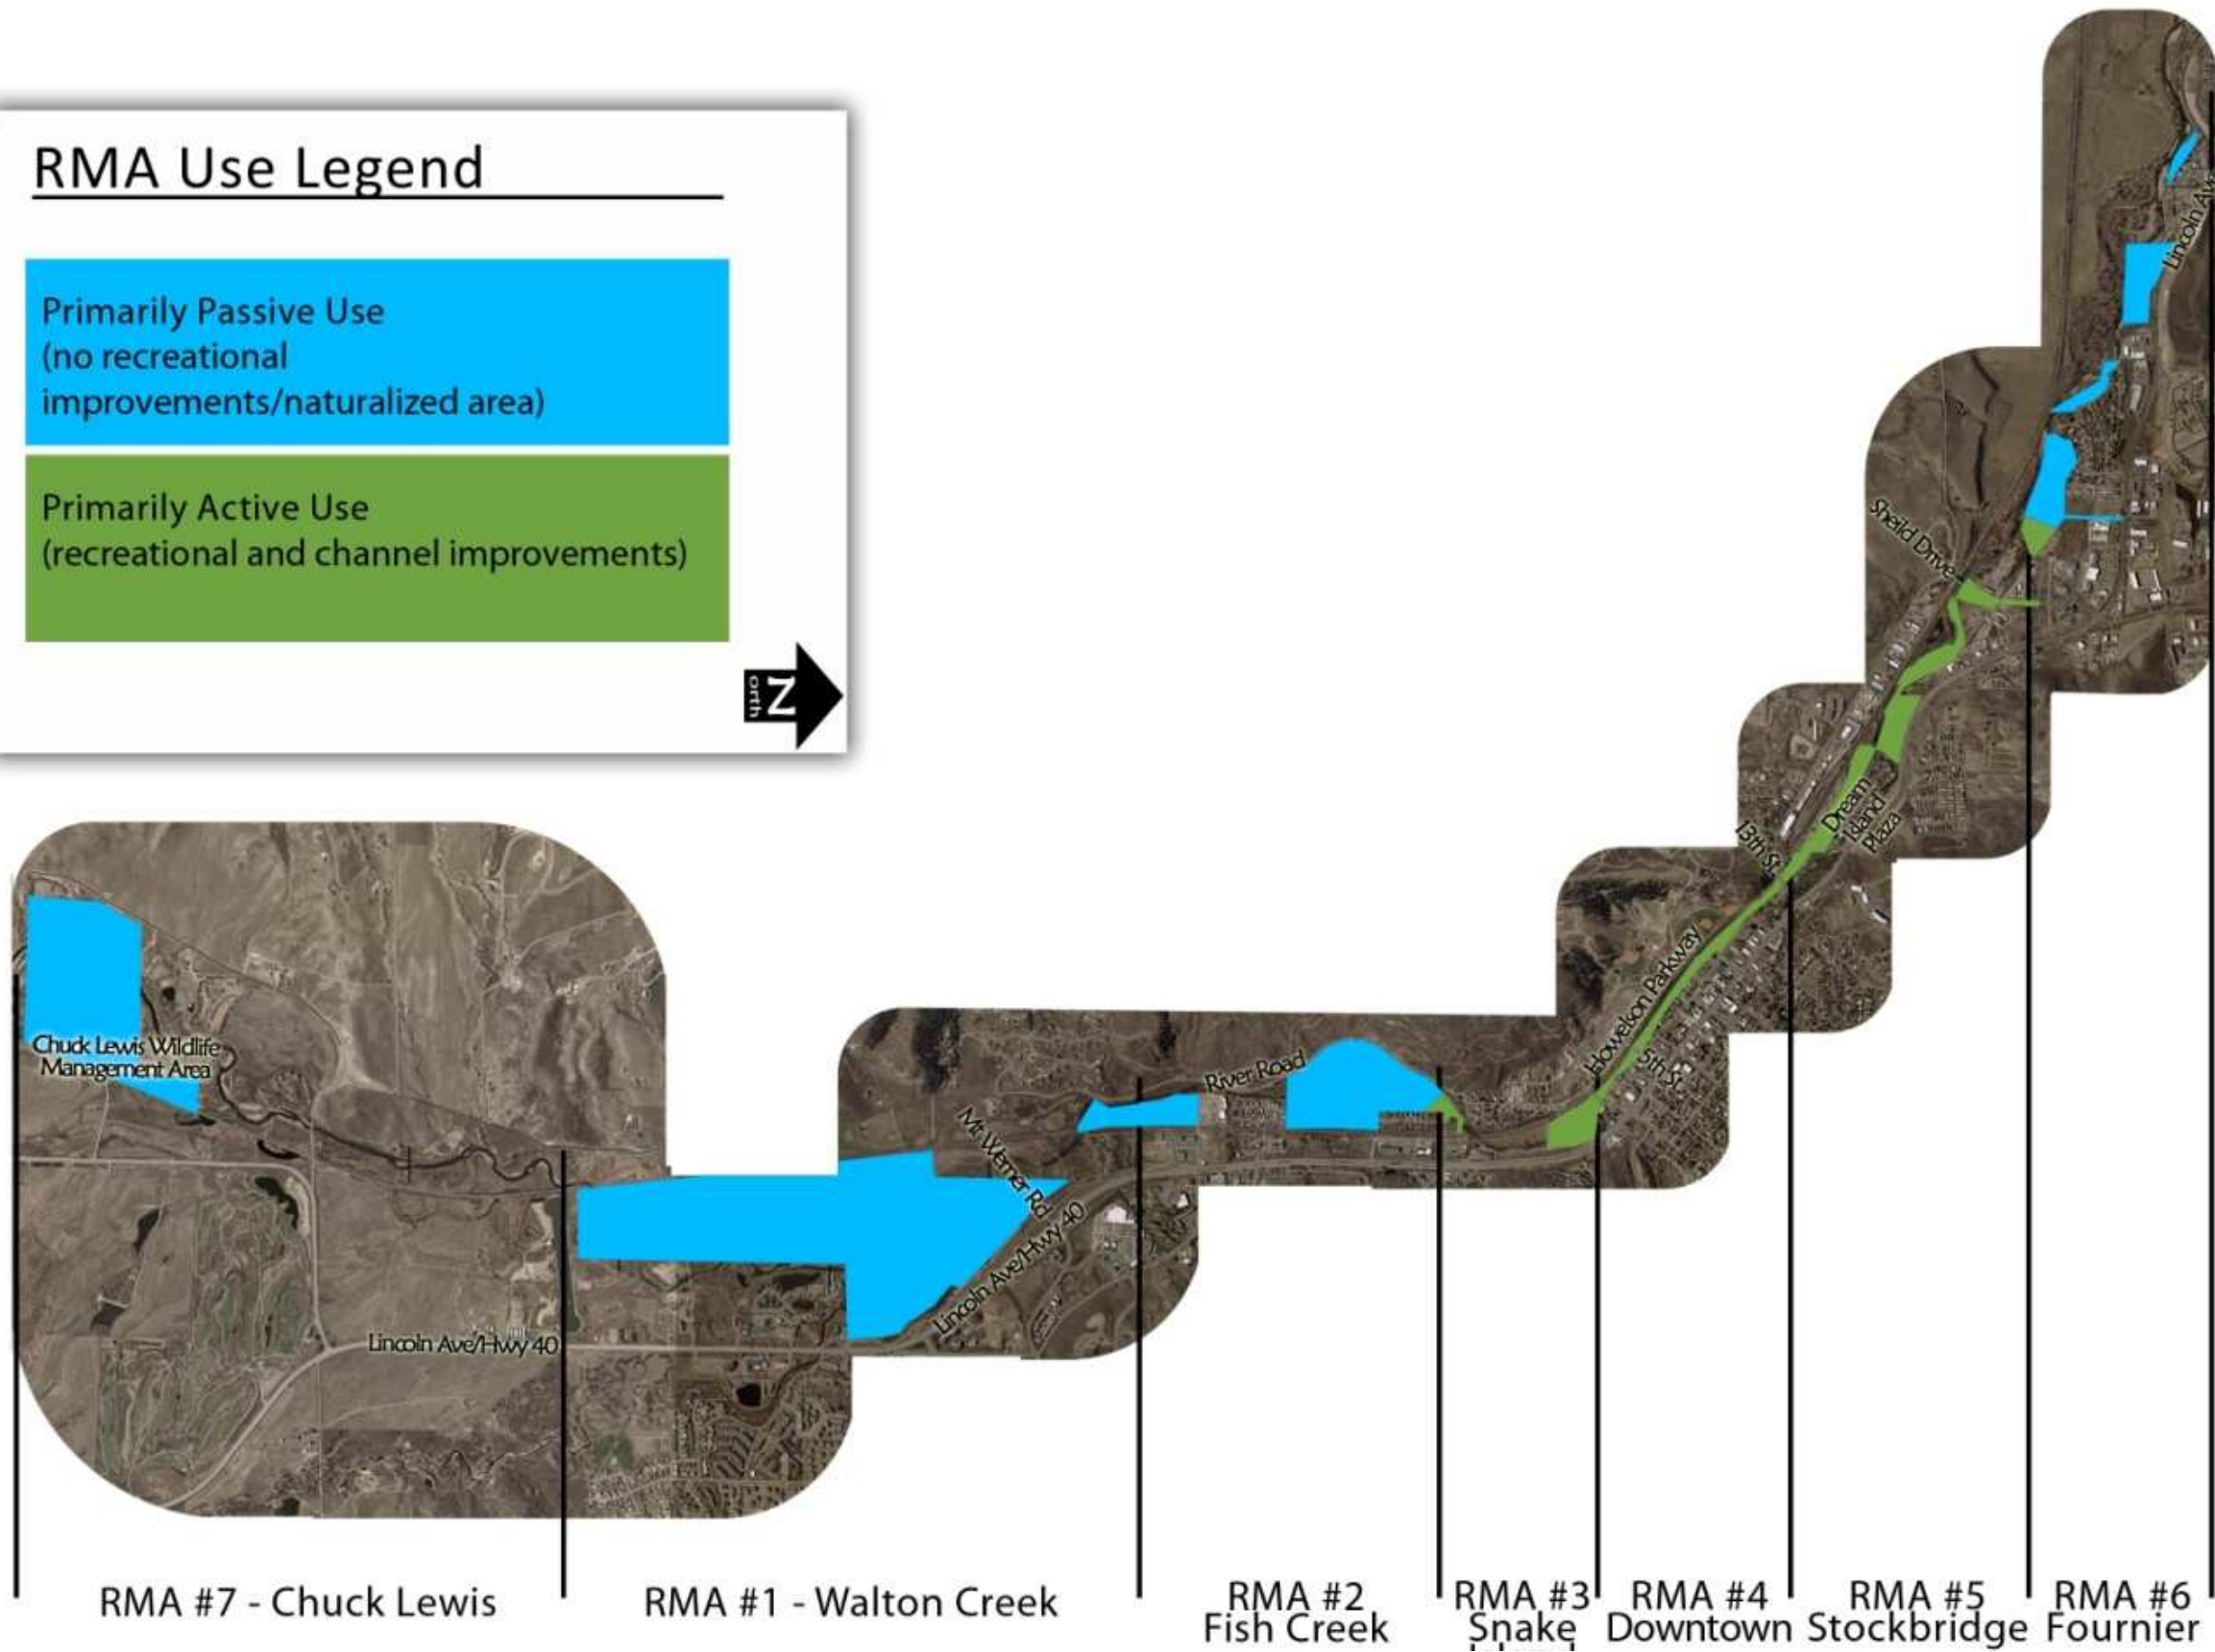 RMA Use Legend
Primarily Passive Use
(no recreational
improvements/naturalized area)
Primarily Active Use
(recreational and channel improvements)
North
Lincoln Ave
Sheild Drive
Dream
Island
Plaza
13th St.
Howelson Parkway
5th St.
River Road
Mt Werner Rd.
Lincoln Ave/Hwy 40
Chuck Lewis Wildlife
Management Area
Lincoln Ave/Hwy 40
RMA #7 - Chuck Lewis
RMA #1 - Walton Creek
RMA #2
Fish Creek
RMA #3
Snake
Island
RMA #4
Downtown
RMA #5
Stockbridge
RMA #6
Fournier